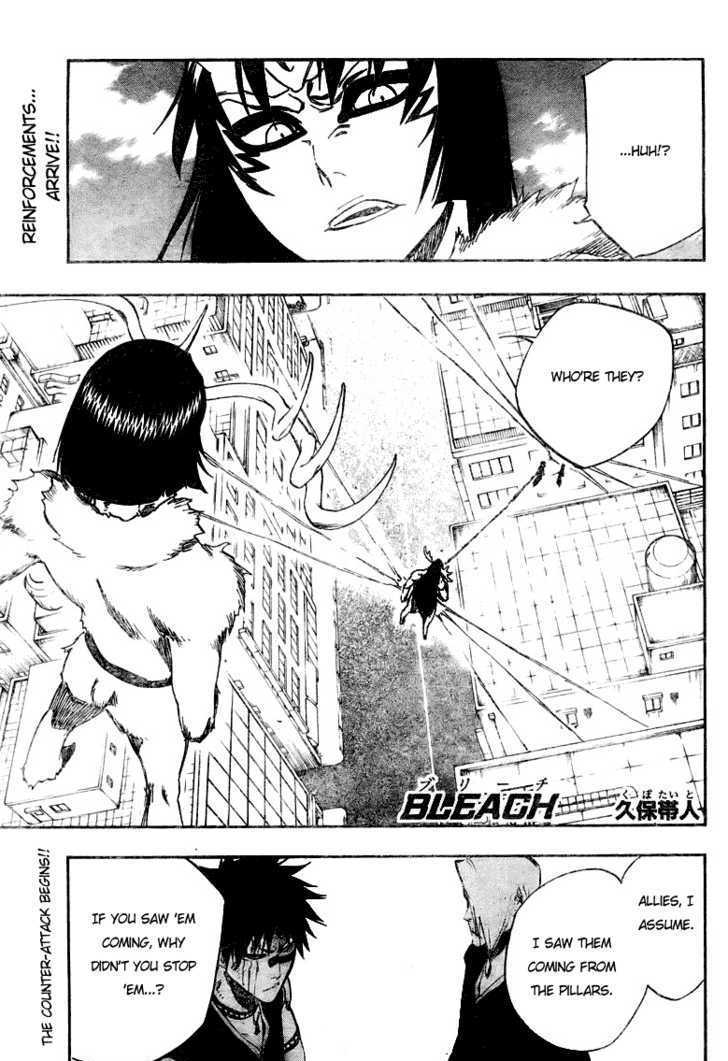 REINFORCEMENTS...
ARRIVE!!
...HUH!?
WHO'RE THEY?
ブリーチ
BLEACH
くぼたいと
久保帯人
THE COUNTER-ATTACK BEGINS!!
ALLIES, I
ASSUME.
I SAW THEM
COMING FROM
THE PILLARS.
IF YOU SAW 'EM
COMING, WHY
DIDN'T YOU STOP
'EM...?